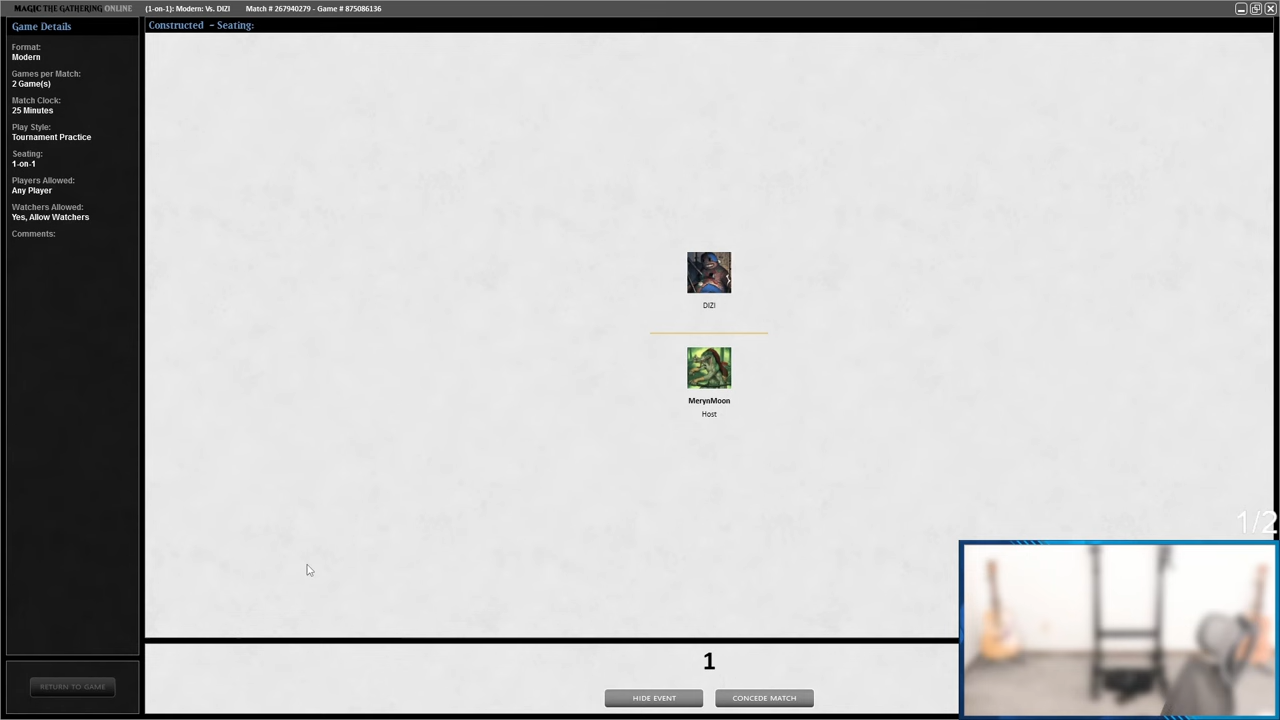 MAGIC THE GATHERING ONLINE (1-on-1): Modern: Vs. DIZI Match # 267940279 - Game # 875086136
Game Details
Format:
Modern
Games per Match:
2 Game(s)
Match Clock:
25 Minutes
Play Style:
Tournament Practice
Seating:
1-on-1
Players Allowed:
Any Player
Watchers Allowed:
Yes, Allow Watchers
Comments:
RETURN TO GAME
Constructed - Seating:
DIZI
MerynMoon
Host
1
HIDE EVENT CONCEDE MATCH
1/2